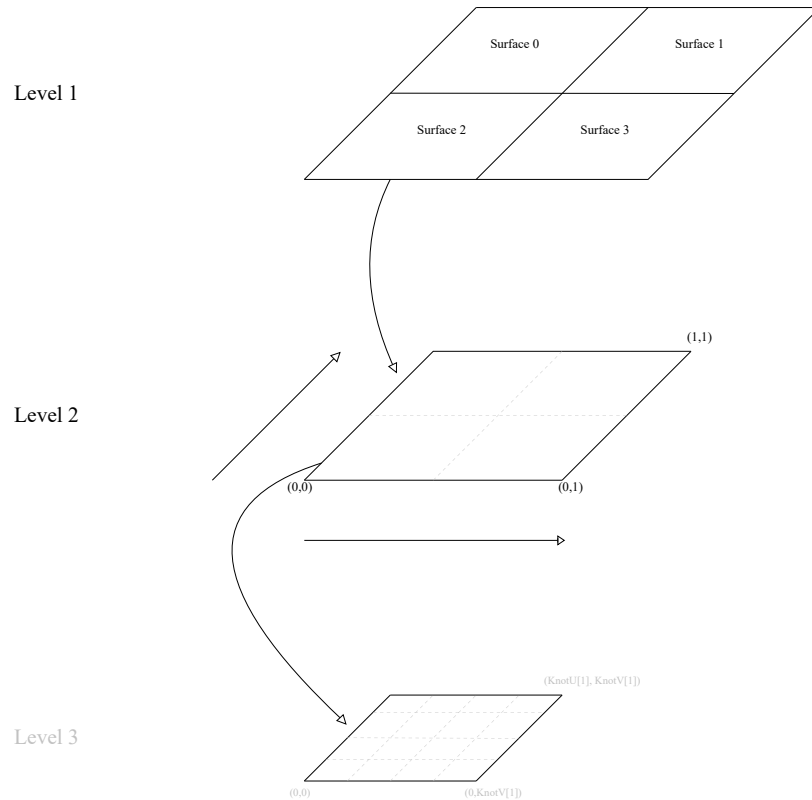 Surface 0
Surface 1
Level 1
Surface 2
Surface 3
(1,1)
Level 2
(0,0)
(0,1)
(KnotU[1], KnotV[1])
Level 3
(0,0)
(0,KnotV[1])